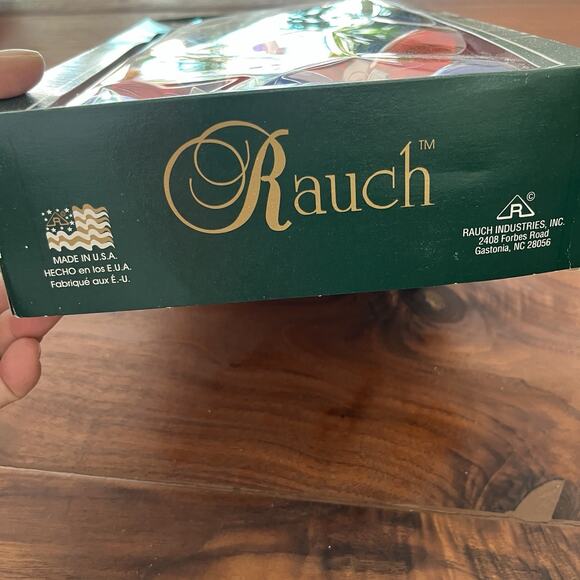 Rauch™
MADE IN U.S.A.
HECHO en los E.U.A.
Fabriqué aux É.-U.
R©
RAUCH INDUSTRIES, INC.
2408 Forbes Road
Gastonia, NC 28056